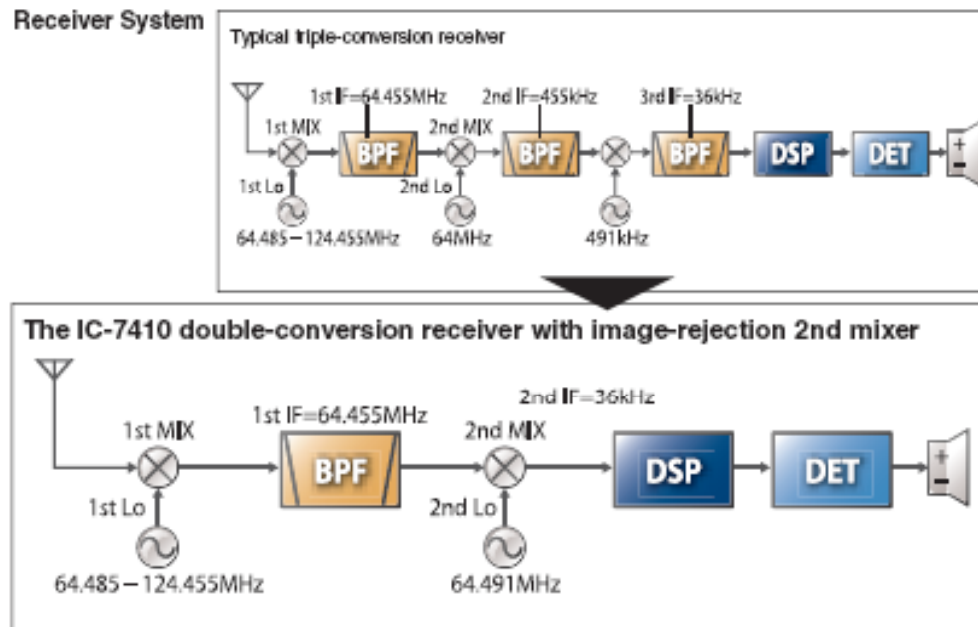 Receiver System
Typical triple-conversion receiver
1st IF=64.455MHz
2nd IF=455kHz
3rd IF=36kHz
1st MIX
2nd MIX
BPF
BPF
BPF
DSP
DET
+
-
1st Lo
2nd Lo
64.485-124.455MHz
64MHz
491kHz
The IC-7410 double-conversion receiver with image-rejection 2nd mixer
2nd IF=36kHz
1st IF=64.455MHz
1st MIX
2nd MIX
BPF
DSP
DET
+
-
1st Lo
2nd Lo
64.485-124.455MHz
64.491MHz